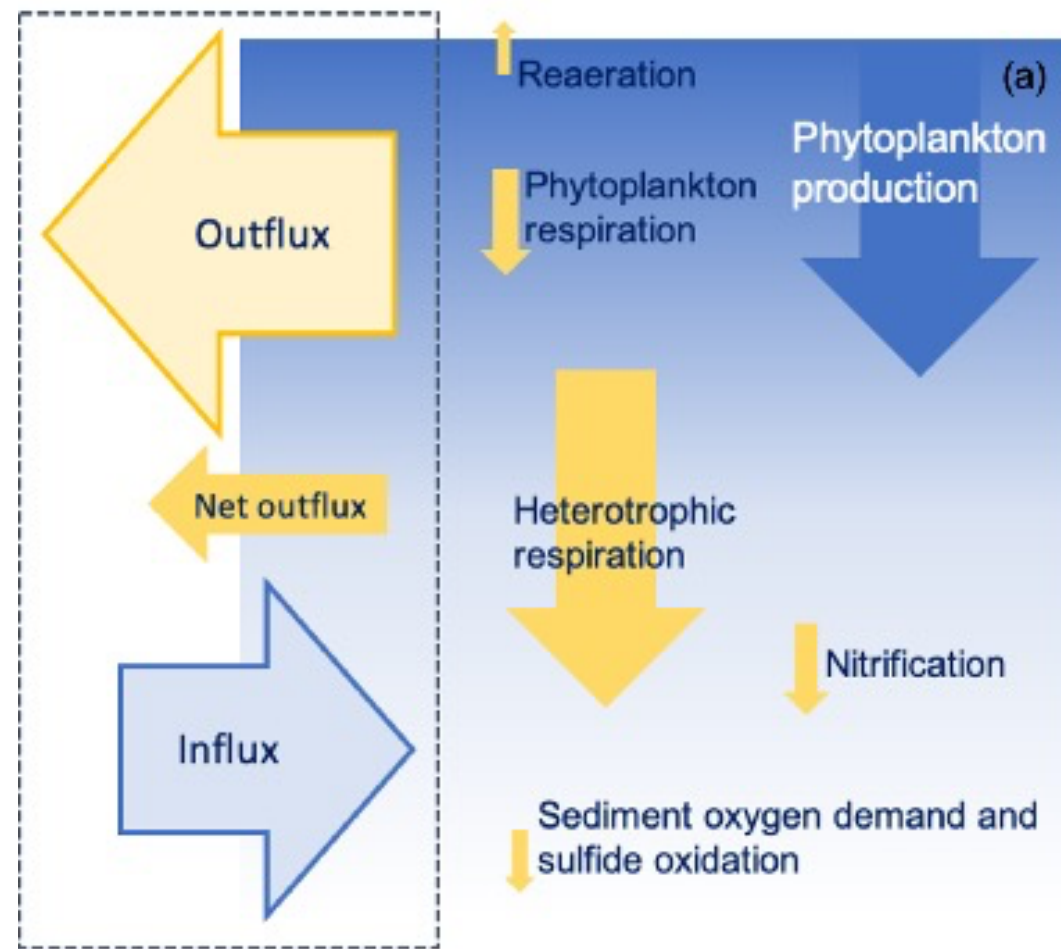 Reaeration
(a)
Phytoplankton
production
Phytoplankton
respiration
Outflux
Net outflux
Heterotrophic
respiration
Nitrification
Influx
Sediment oxygen demand and
sulfide oxidation